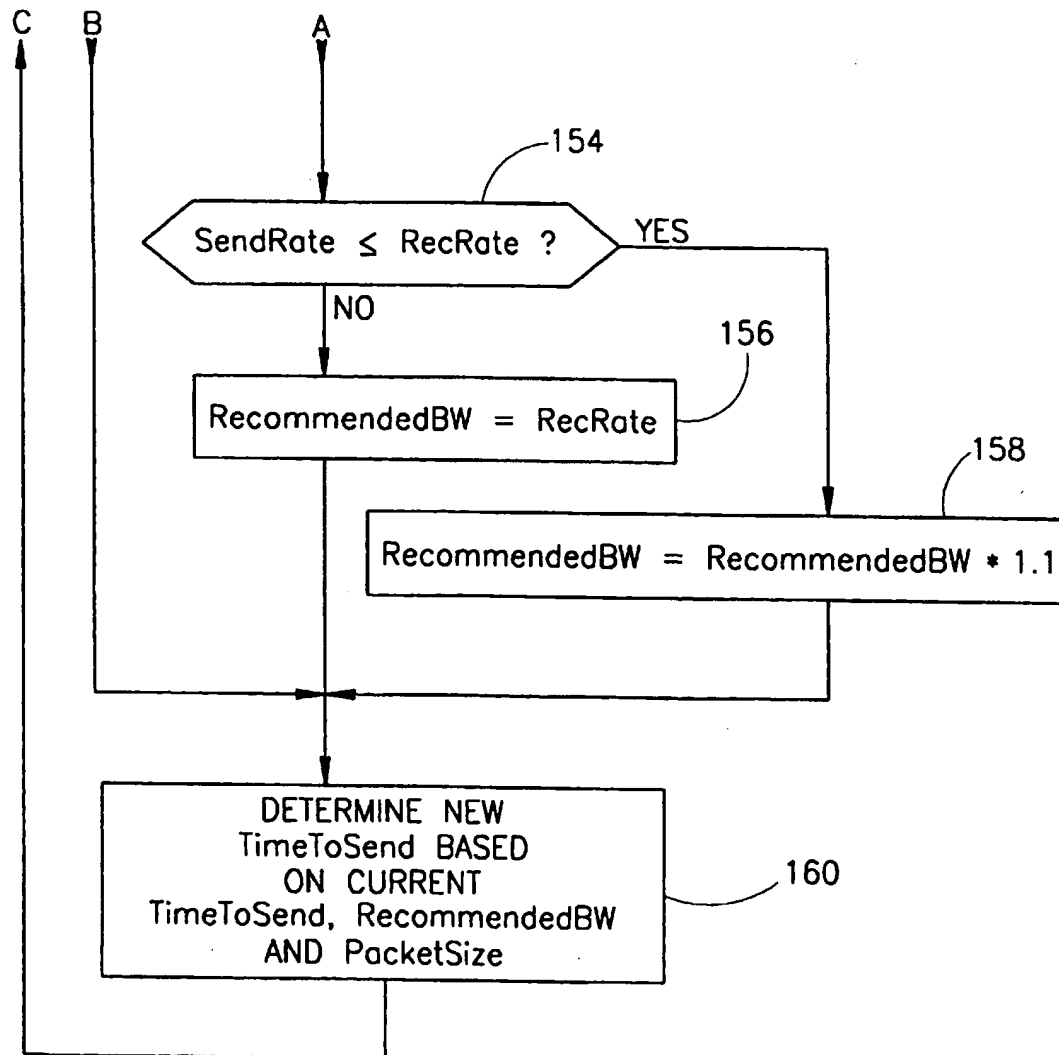 C B A
154
SendRate ≤ RecRate ?
YES
NO
156
RecommendedBW = RecRate
158
RecommendedBW = RecommendedBW * 1.1
DETERMINE NEW
TimeToSend BASED
ON CURRENT
TimeToSend, RecommendedBW
AND PacketSize
160